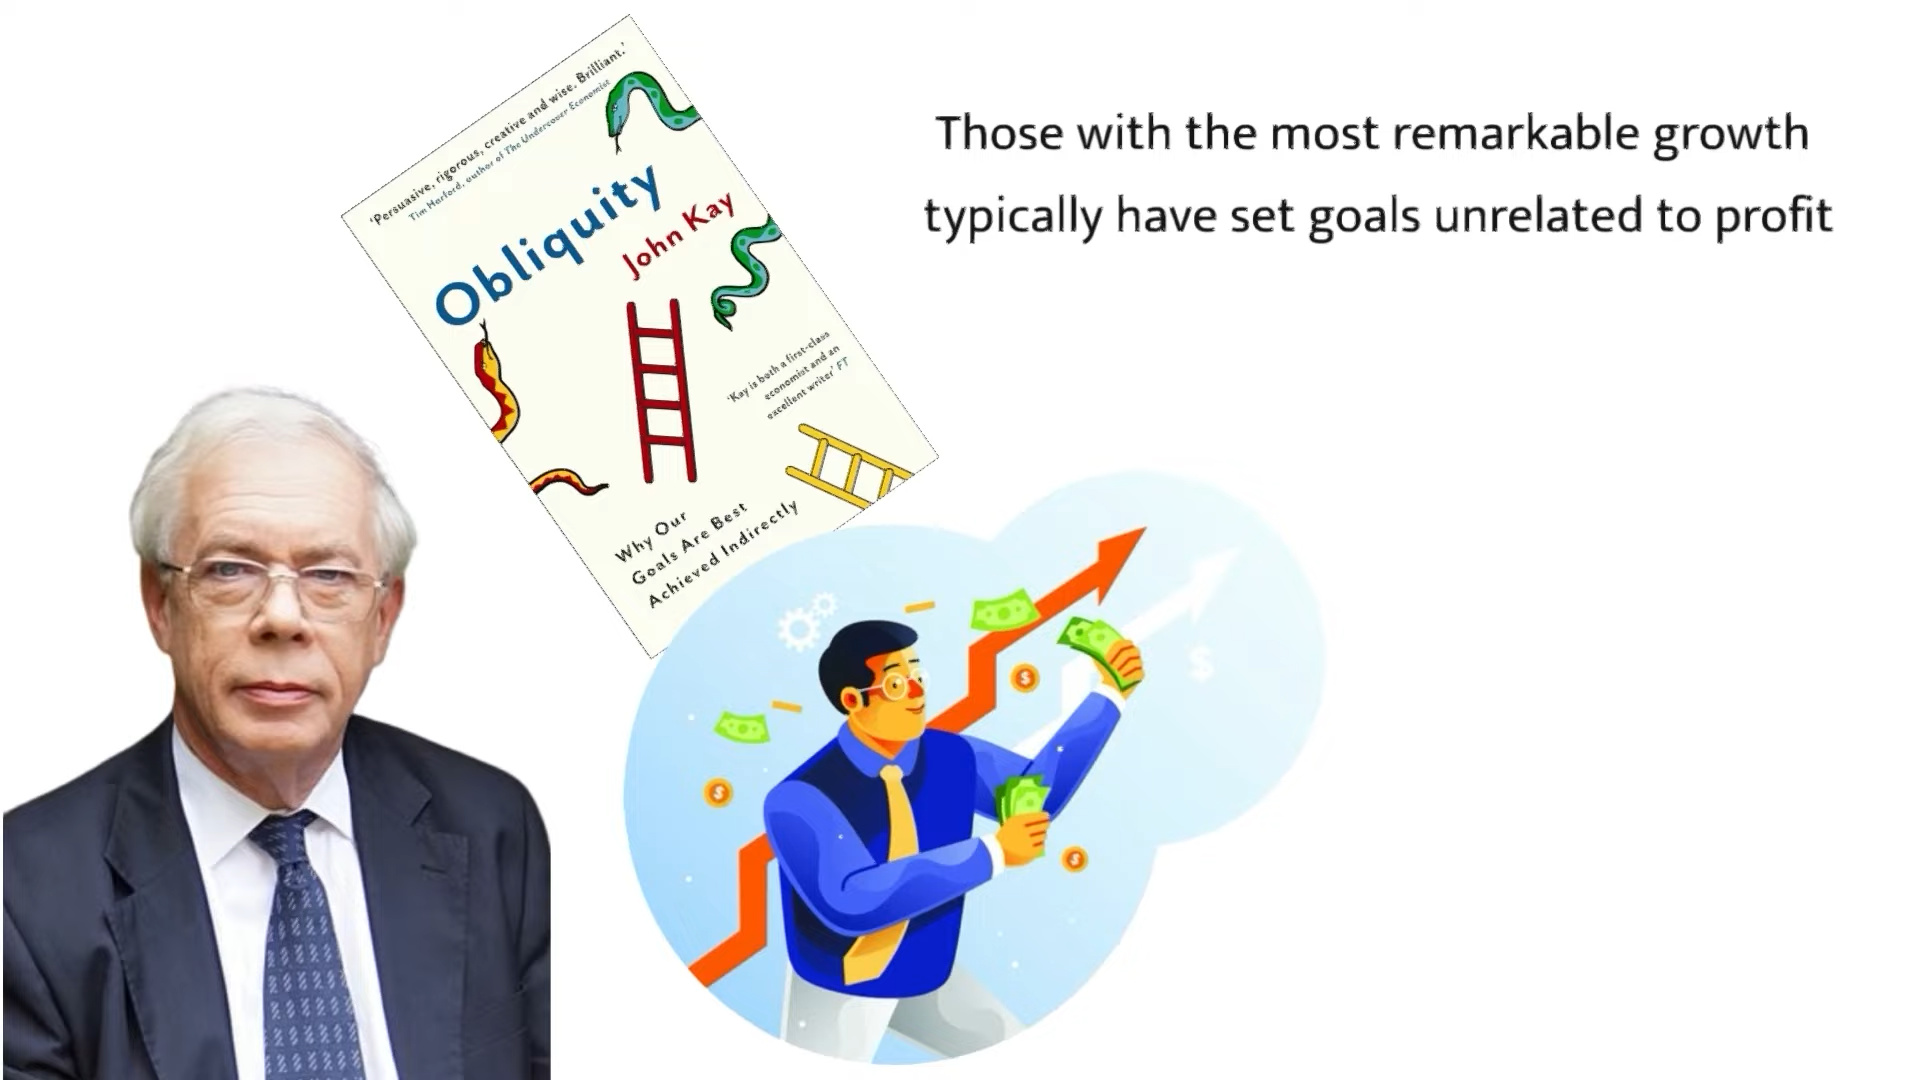 'Persuasive, rigorous, creative and wise. Brilliant.'
Tim Harford, author of The Undercover Economist
Obliquity
John Kay
'Kay is both a first-class
economist and an
excellent writer' FT
Why Our
Goals Are Best
Achieved Indirectly
Those with the most remarkable growth
typically have set goals unrelated to profit
$
$
$
$